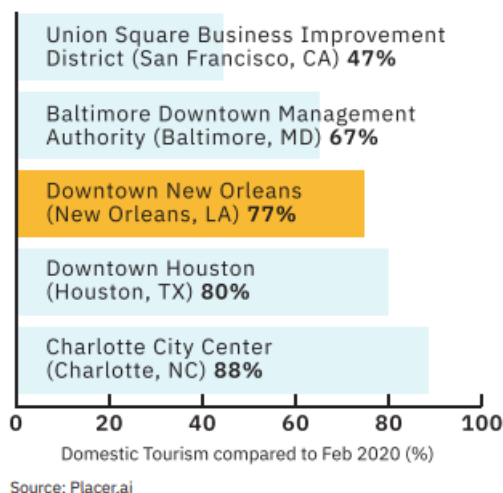 Union Square Business Improvement
District (San Francisco, CA) 47%
Baltimore Downtown Management
Authority (Baltimore, MD) 67%
Downtown New Orleans
(New Orleans, LA) 77%
Downtown Houston
(Houston, TX) 80%
Charlotte City Center
(Charlotte, NC) 88%
0 20 40 60 80 100
Domestic Tourism compared to Feb 2020 (%)
Source: Placer.ai